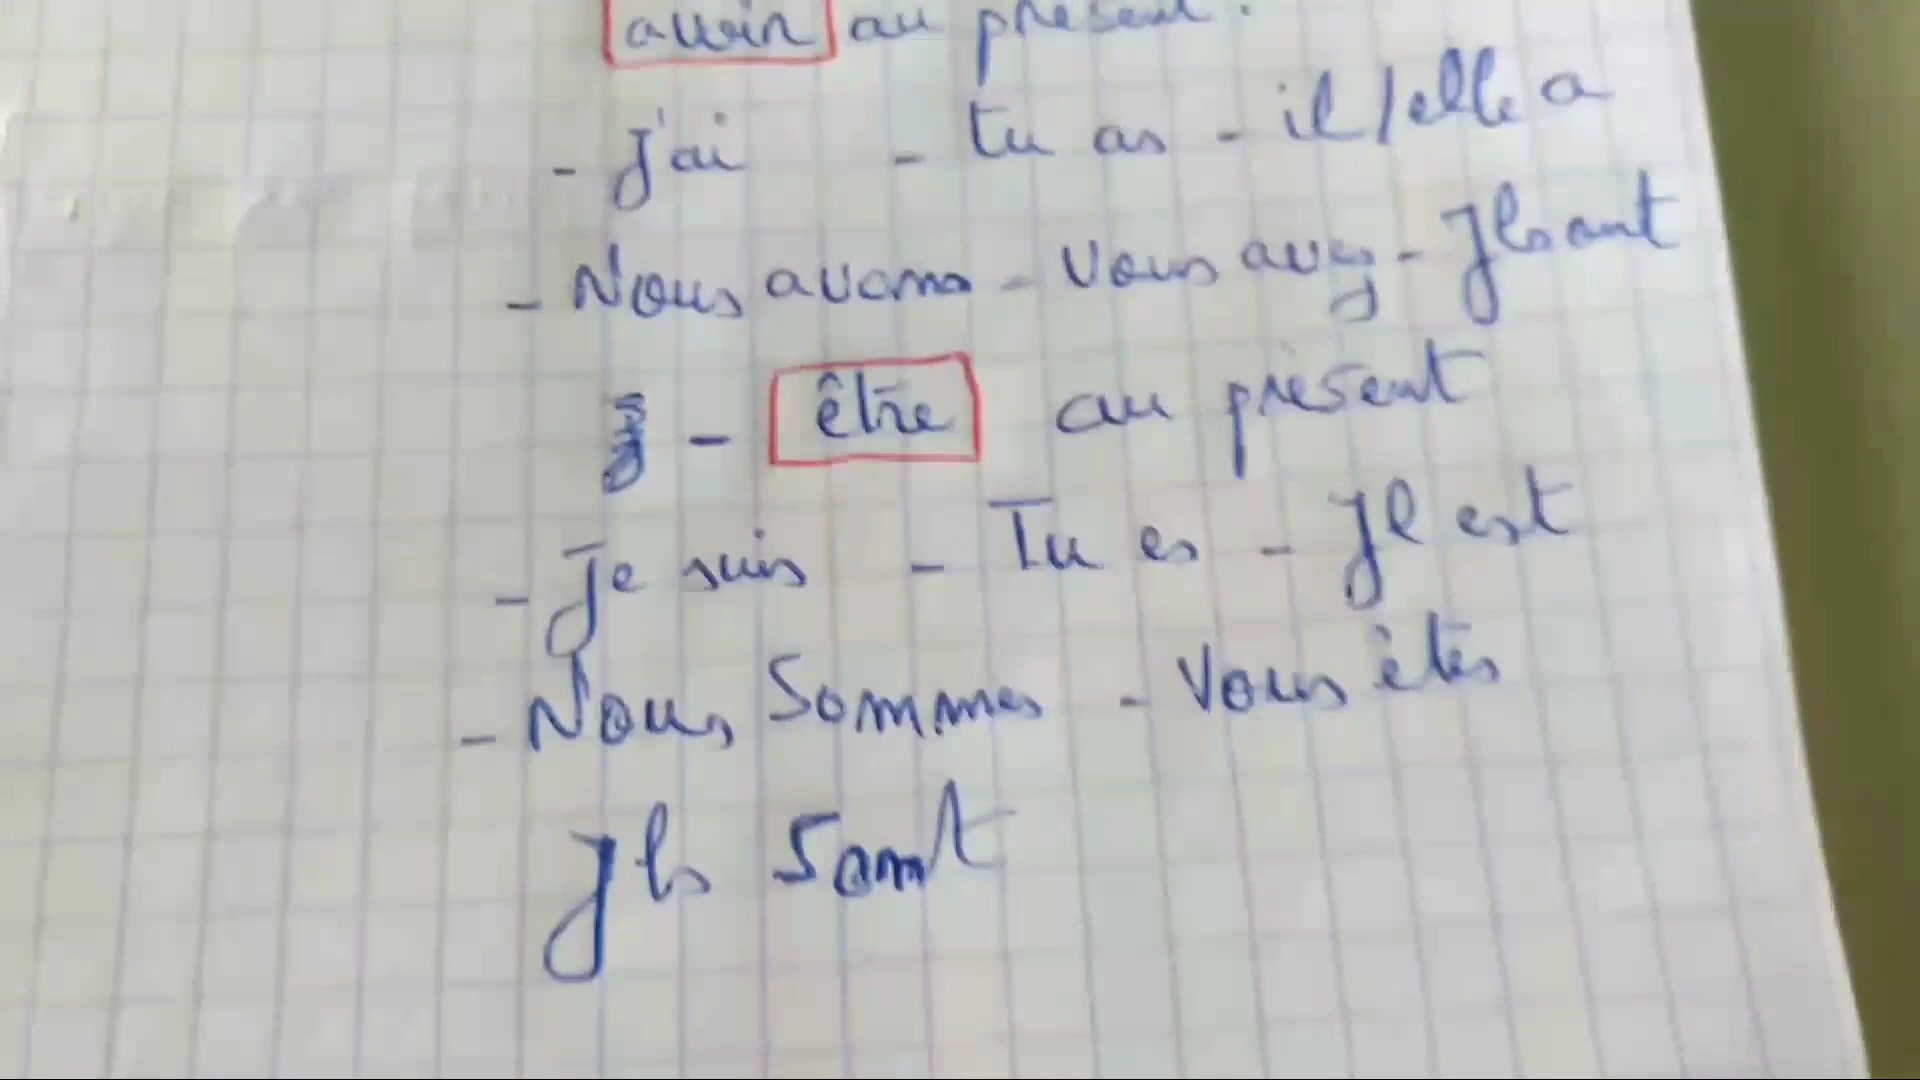 avoir au présent.
- J'ai - tu as - il/elle a
- Nous avons - Vous avez - Ils ont
- être au présent
- Je suis - Tu es - Il est
- Nous Sommes - Vous êtes
Ils Sont